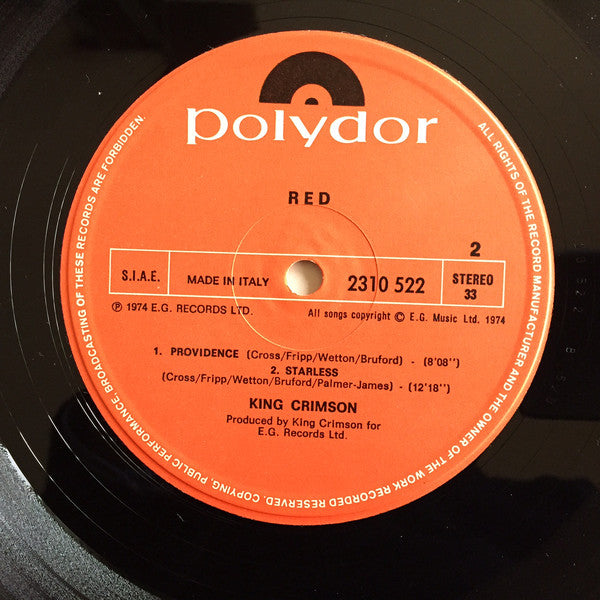 polydor
RED
2
S.I.A.E.
MADE IN ITALY
2310 522
STEREO
33
Ⓟ 1974 E.G. RECORDS LTD.
All songs copyright © E.G. Music Ltd. 1974
1. PROVIDENCE (Cross/Fripp/Wetton/Bruford) - (8'08'')
2. STARLESS
(Cross/Fripp/Wetton/Bruford/Palmer-James) - (12'18'')
KING CRIMSON
Produced by King Crimson for
E.G. Records Ltd.
ALL RIGHTS OF THE RECORD MANUFACTURER AND THE OWNER OF THE WORK RECORDED RESERVED. COPYING, PUBLIC PERFORMANCE, BROADCASTING OF THESE RECORDS ARE FORBIDDEN.